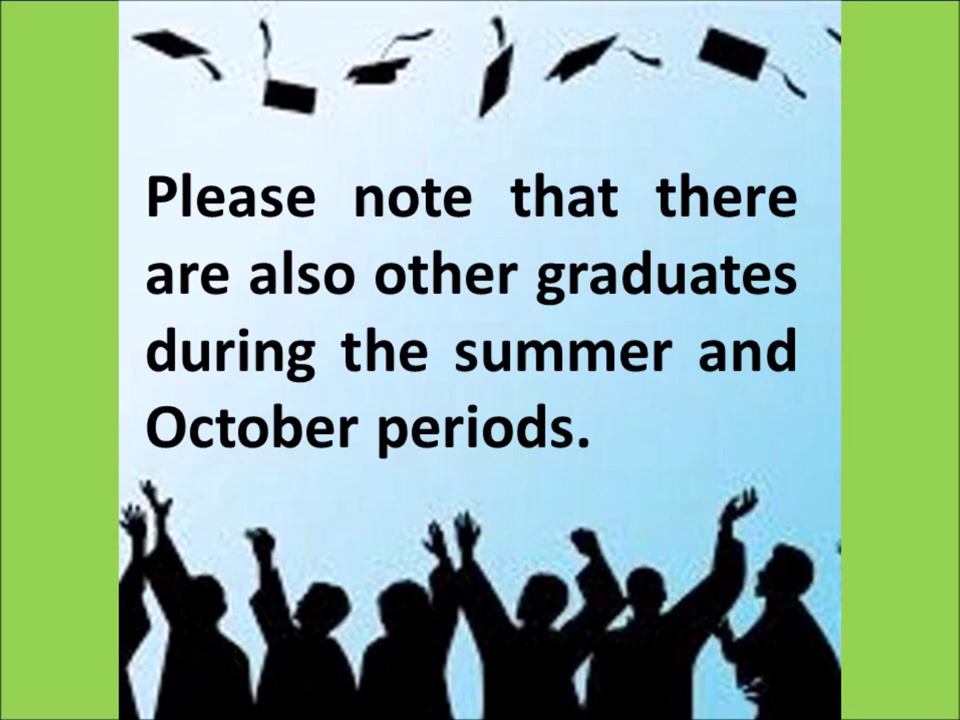 Please note that there
are also other graduates
during the summer and
October periods.